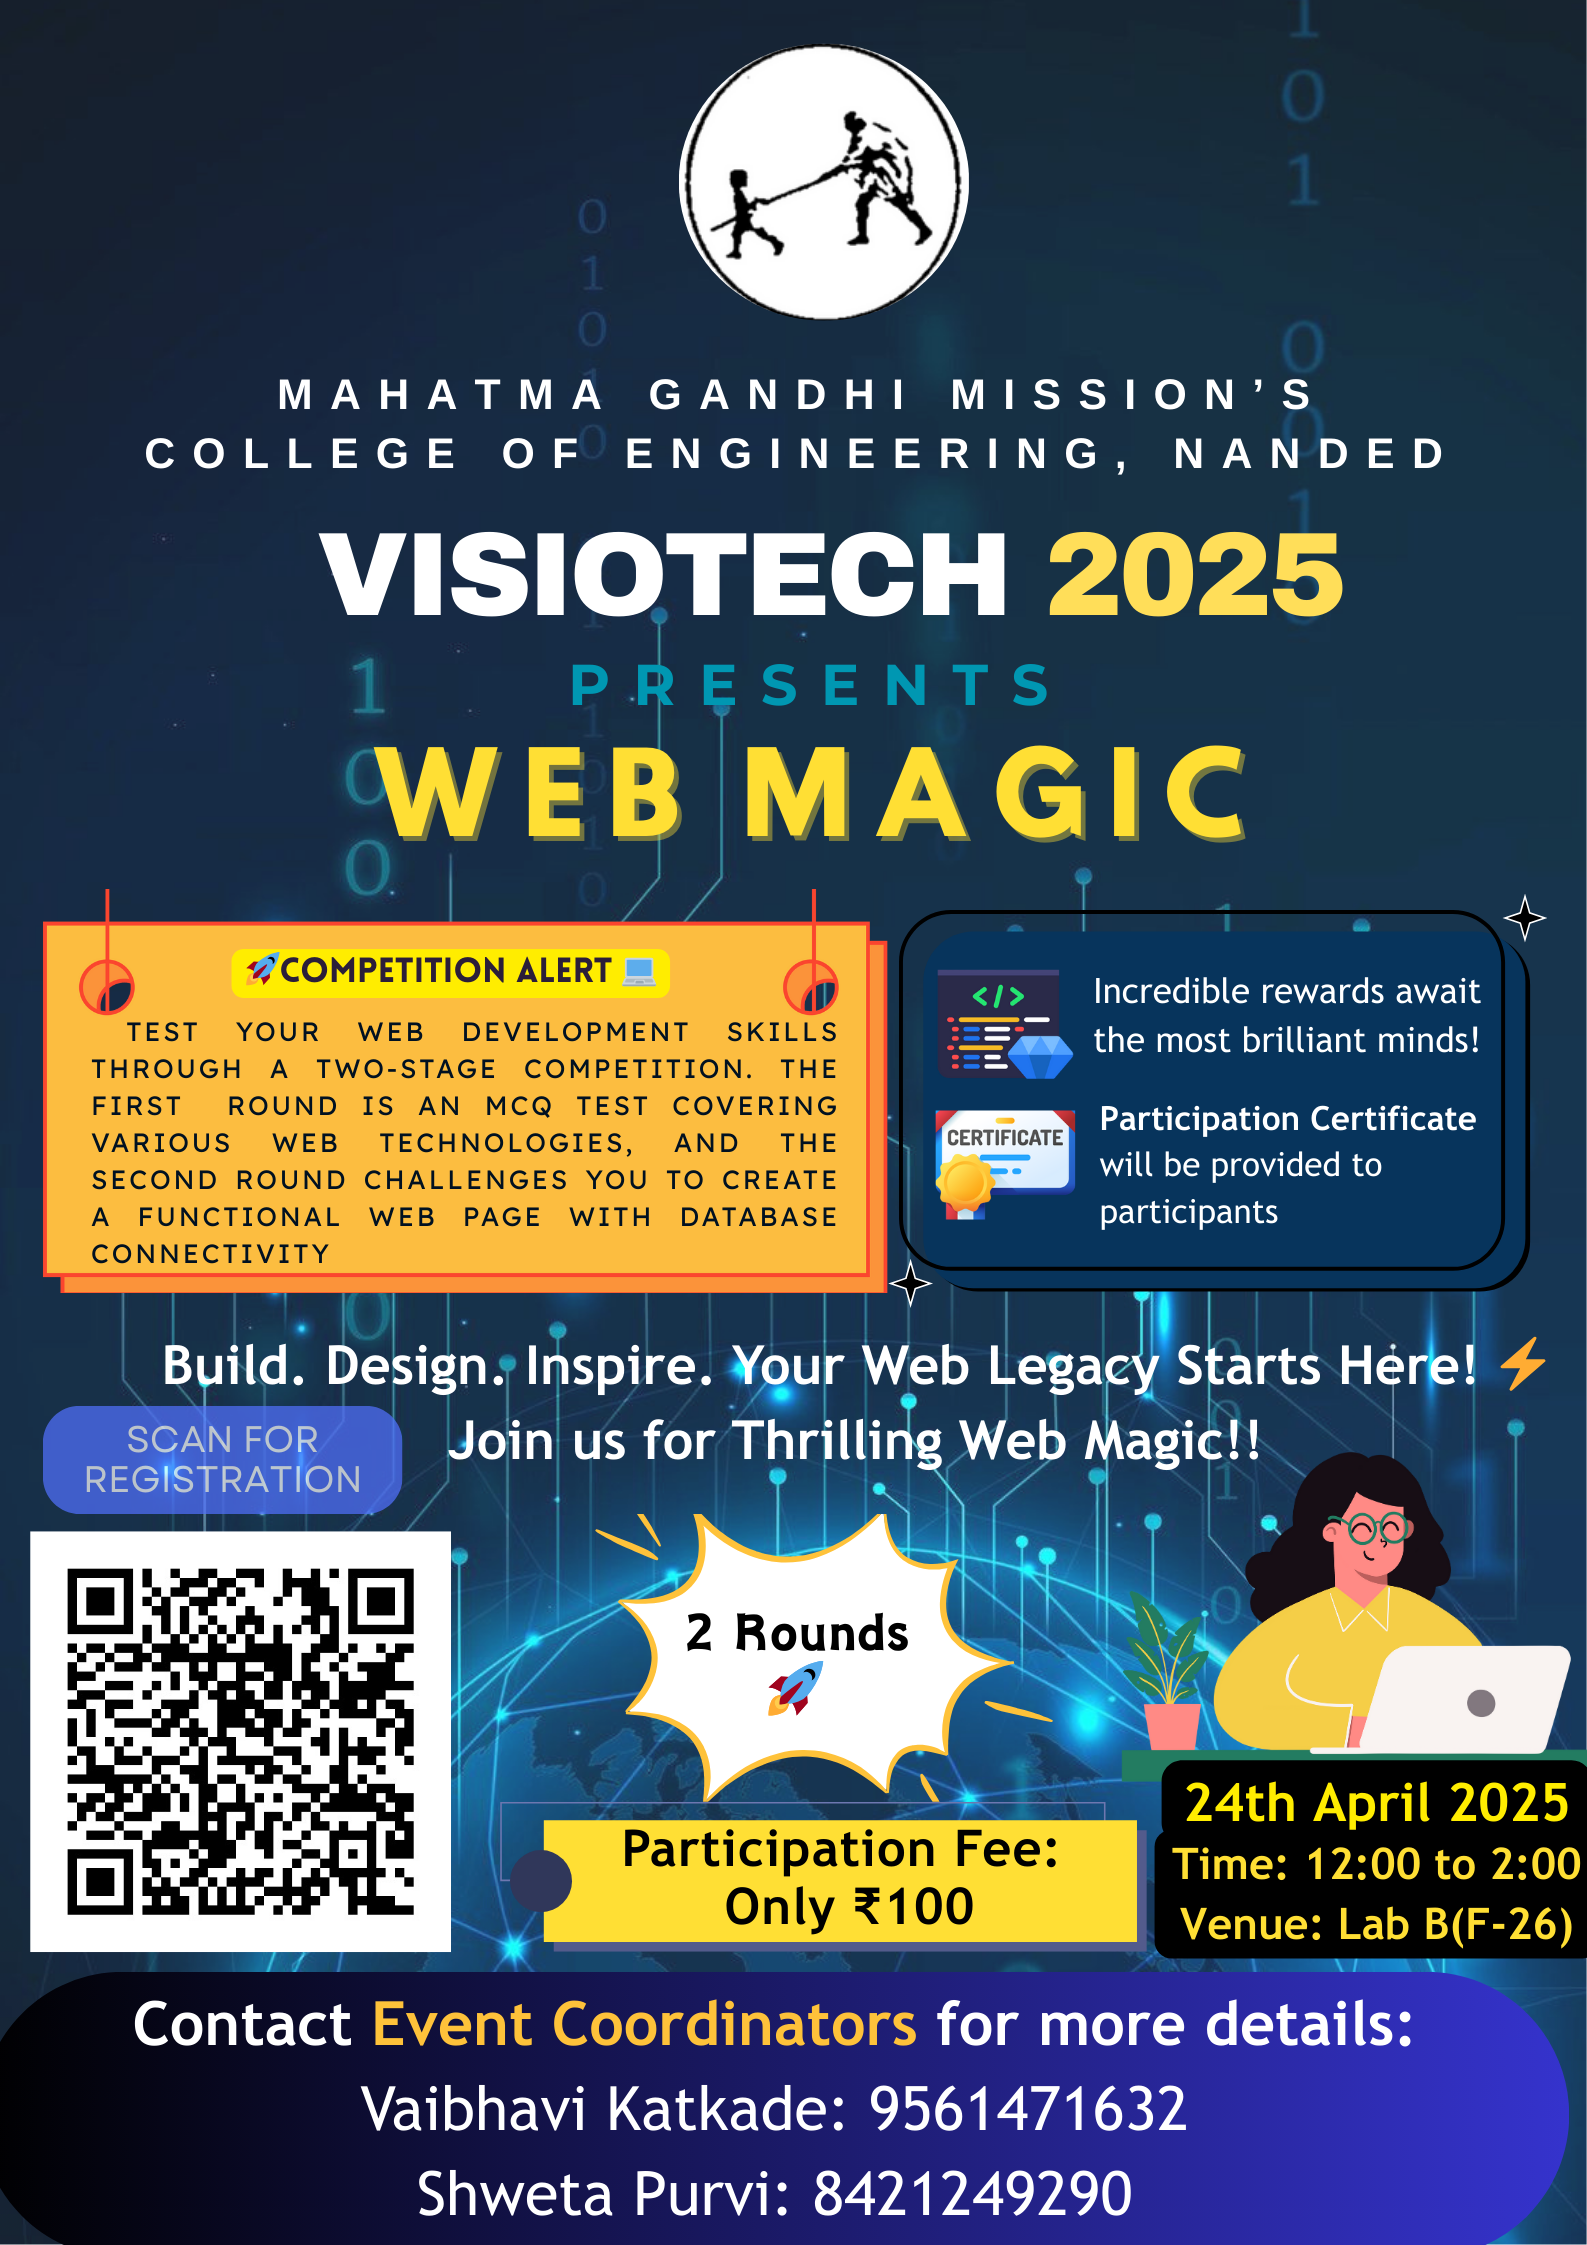 MAHATMA GANDHI MISSION’S
COLLEGE OF ENGINEERING, NANDED
VISIOTECH 2025
PRESENTS
WEB MAGIC
🚀COMPETITION ALERT 💻
TEST YOUR WEB DEVELOPMENT SKILLS
THROUGH A TWO-STAGE COMPETITION. THE
FIRST ROUND IS AN MCQ TEST COVERING
VARIOUS WEB TECHNOLOGIES, AND THE
SECOND ROUND CHALLENGES YOU TO CREATE
A FUNCTIONAL WEB PAGE WITH DATABASE
CONNECTIVITY
Incredible rewards await
the most brilliant minds!
CERTIFICATE
Participation Certificate
will be provided to
participants
Build. Design. Inspire. Your Web Legacy Starts Here! ⚡
Join us for Thrilling Web Magic!!
SCAN FOR
REGISTRATION
2 Rounds
🚀
Participation Fee:
Only ₹100
24th April 2025
Time: 12:00 to 2:00
Venue: Lab B(F-26)
Contact Event Coordinators for more details:
Vaibhavi Katkade: 9561471632
Shweta Purvi: 8421249290